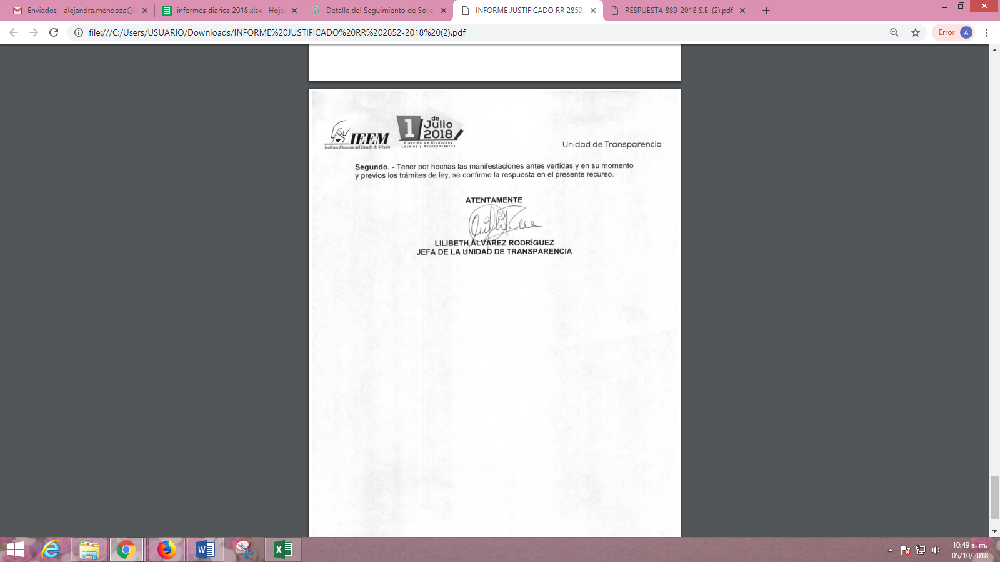 Enviados - alejandra.mendoza@i
informes diarios 2018.xlsx - Hoja
Detalle del Seguimiento de Solic
INFORME JUSTIFICADO RR 2852-
RESPUESTA 889-2018 S.E. (2).pdf
file:///C:/Users/USUARIO/Downloads/INFORME%20JUSTIFICADO%20RR%202852-2018%20(2).pdf
Error
A
IEEM
Instituto Electoral del Estado de México
1 de Julio 2018
Elección de Diputados
Locales y Ayuntamientos
Unidad de Transparencia
Segundo. - Tener por hechas las manifestaciones antes vertidas y en su momento
y previos los trámites de ley, se confirme la respuesta en el presente recurso.
ATENTAMENTE
LILIBETH ÁLVAREZ RODRÍGUEZ
JEFA DE LA UNIDAD DE TRANSPARENCIA
10:49 a. m.
05/10/2018